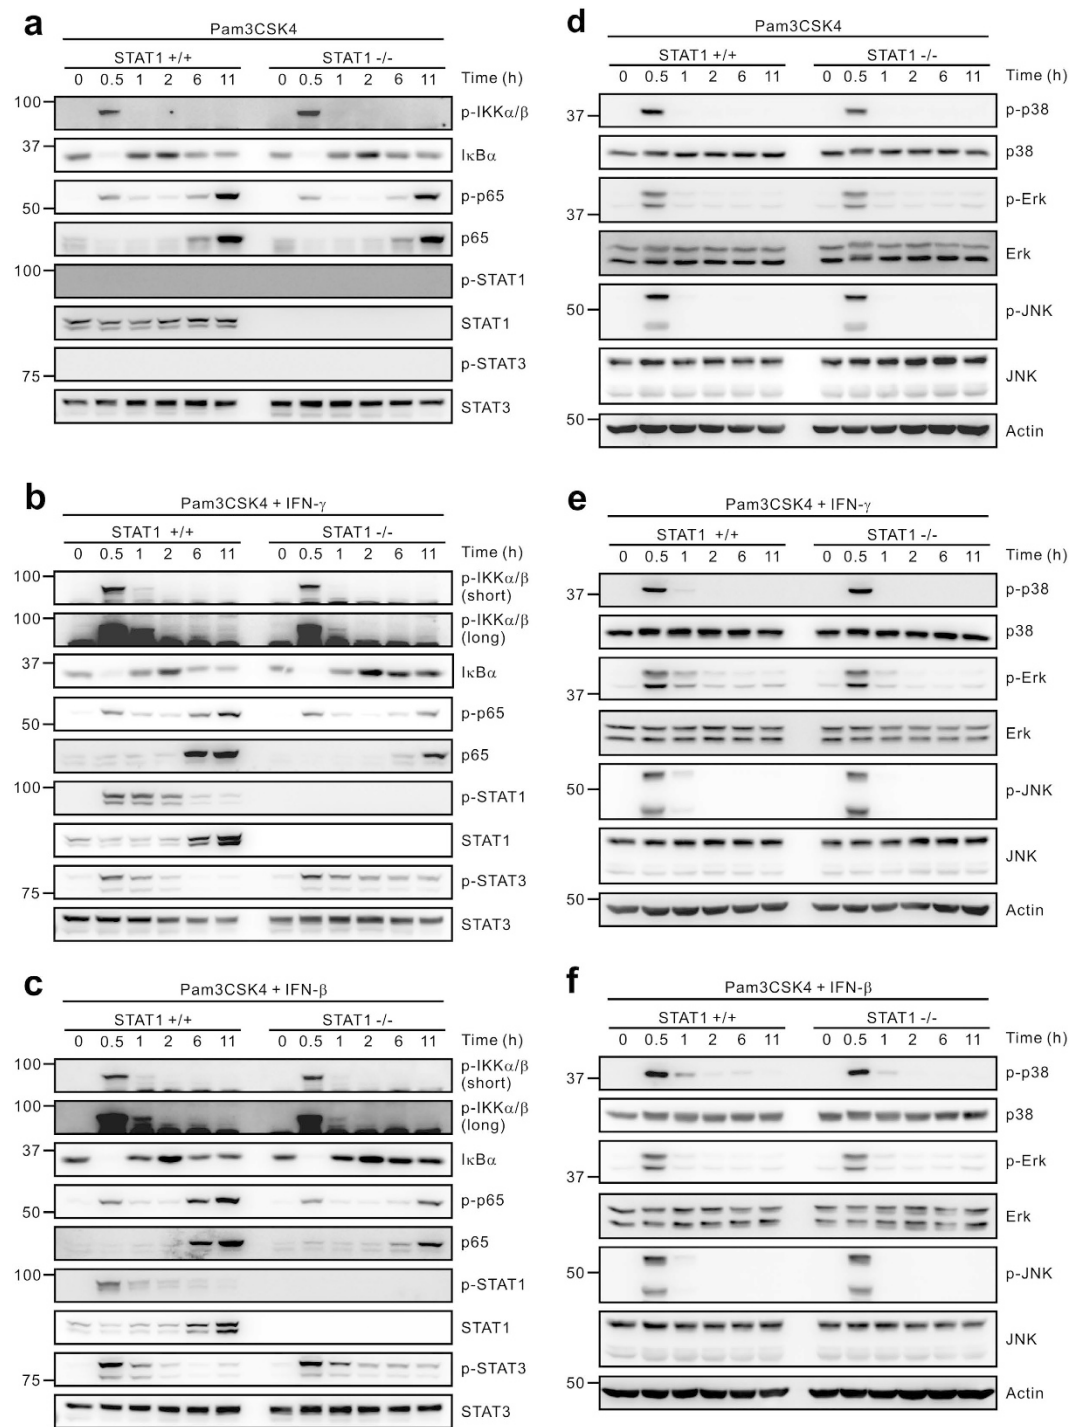 a
Pam3CSK4
STAT1 +/+ STAT1 -/-
0 0.5 1 2 6 11 0 0.5 1 2 6 11 Time (h)
100 p-IKKα/β
37 IκBα
p-p65
50
p65
100 p-STAT1
STAT1
p-STAT3
75
STAT3
b
Pam3CSK4 + IFN-γ
STAT1 +/+ STAT1 -/-
0 0.5 1 2 6 11 0 0.5 1 2 6 11 Time (h)
100 p-IKKα/β
(short)
100 p-IKKα/β
(long)
37 IκBα
p-p65
50
p65
100 p-STAT1
STAT1
p-STAT3
75
STAT3
c
Pam3CSK4 + IFN-β
STAT1 +/+ STAT1 -/-
0 0.5 1 2 6 11 0 0.5 1 2 6 11 Time (h)
100 p-IKKα/β
(short)
100 p-IKKα/β
(long)
37 IκBα
p-p65
50
p65
100 p-STAT1
STAT1
p-STAT3
75
STAT3
d
Pam3CSK4
STAT1 +/+ STAT1 -/-
0 0.5 1 2 6 11 0 0.5 1 2 6 11 Time (h)
37 p-p38
p38
p-Erk
37
Erk
50 p-JNK
JNK
50 Actin
e
Pam3CSK4 + IFN-γ
STAT1 +/+ STAT1 -/-
0 0.5 1 2 6 11 0 0.5 1 2 6 11 Time (h)
37 p-p38
p38
p-Erk
37
Erk
50 p-JNK
JNK
50 Actin
f
Pam3CSK4 + IFN-β
STAT1 +/+ STAT1 -/-
0 0.5 1 2 6 11 0 0.5 1 2 6 11 Time (h)
37 p-p38
p38
p-Erk
37
Erk
50 p-JNK
JNK
50 Actin